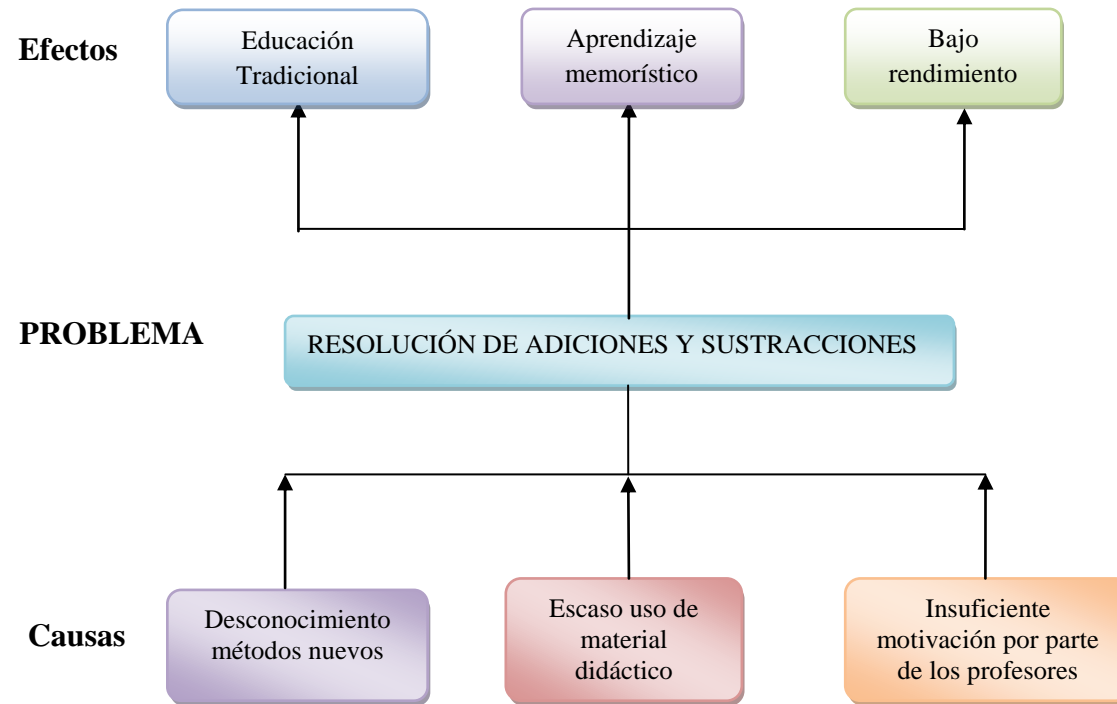 Efectos
Educación
Tradicional
Aprendizaje
memorístico
Bajo
rendimiento
PROBLEMA
RESOLUCIÓN DE ADICIONES Y SUSTRACCIONES
Causas
Desconocimiento
métodos nuevos
Escaso uso de
material
didáctico
Insuficiente
motivación por parte
de los profesores